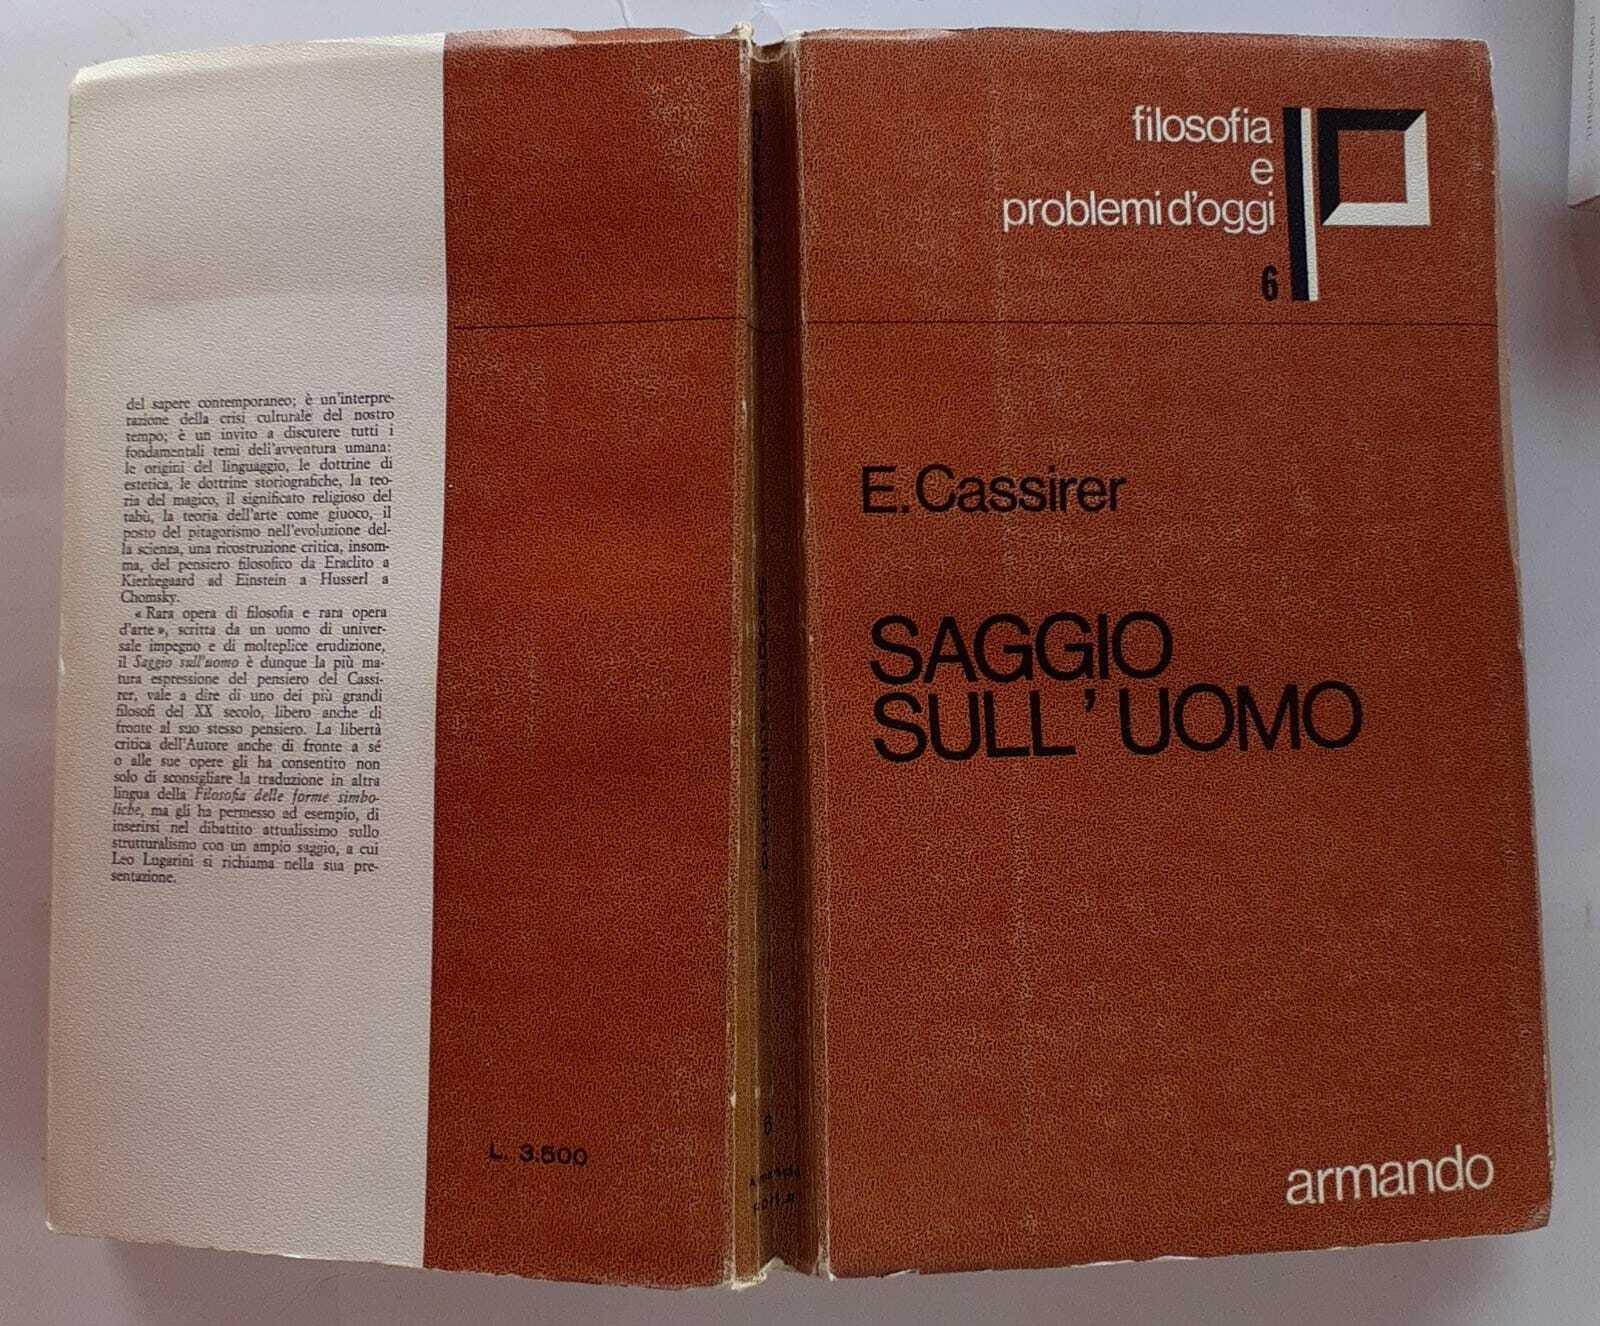 del sapere contemporaneo; è un'interpre-
tazione della crisi culturale del nostro
tempo; è un invito a discutere tutti i
fondamentali temi dell'avventura umana:
le origini del linguaggio, le dottrine di
estetica, le dottrine storiografiche, la teo-
ria del magico, il significato religioso del
tabù, la teoria dell'arte come giuoco, il
posto del pitagorismo nell'evoluzione del-
la scienza, una ricostruzione critica, insom-
ma, del pensiero filosofico da Eraclito a
Kierkegaard ad Einstein a Husserl a
Chomsky.
« Rara opera di filosofia e rara opera
d'arte », scritta da un uomo di univer-
sale impegno e di molteplice erudizione,
il Saggio sull'uomo è dunque la più ma-
tura espressione del pensiero del Cassi-
rer, vale a dire di uno dei più grandi
filosofi del XX secolo, libero anche di
fronte al suo stesso pensiero. La libertà
critica dell'Autore anche di fronte a sé
o alle sue opere gli ha consentito non
solo di sconsigliare la traduzione in altra
lingua della Filosofia delle forme simbo-
liche, ma gli ha permesso ad esempio, di
inserirsi nel dibattito attualissimo sullo
strutturalismo con un ampio saggio, a cui
Leo Lugarini si richiama nella sua pre-
sentazione.
L. 3.500
6
filosofia
e
problemi d'oggi
6
E. Cassirer
SAGGIO
SULL' UOMO
armando